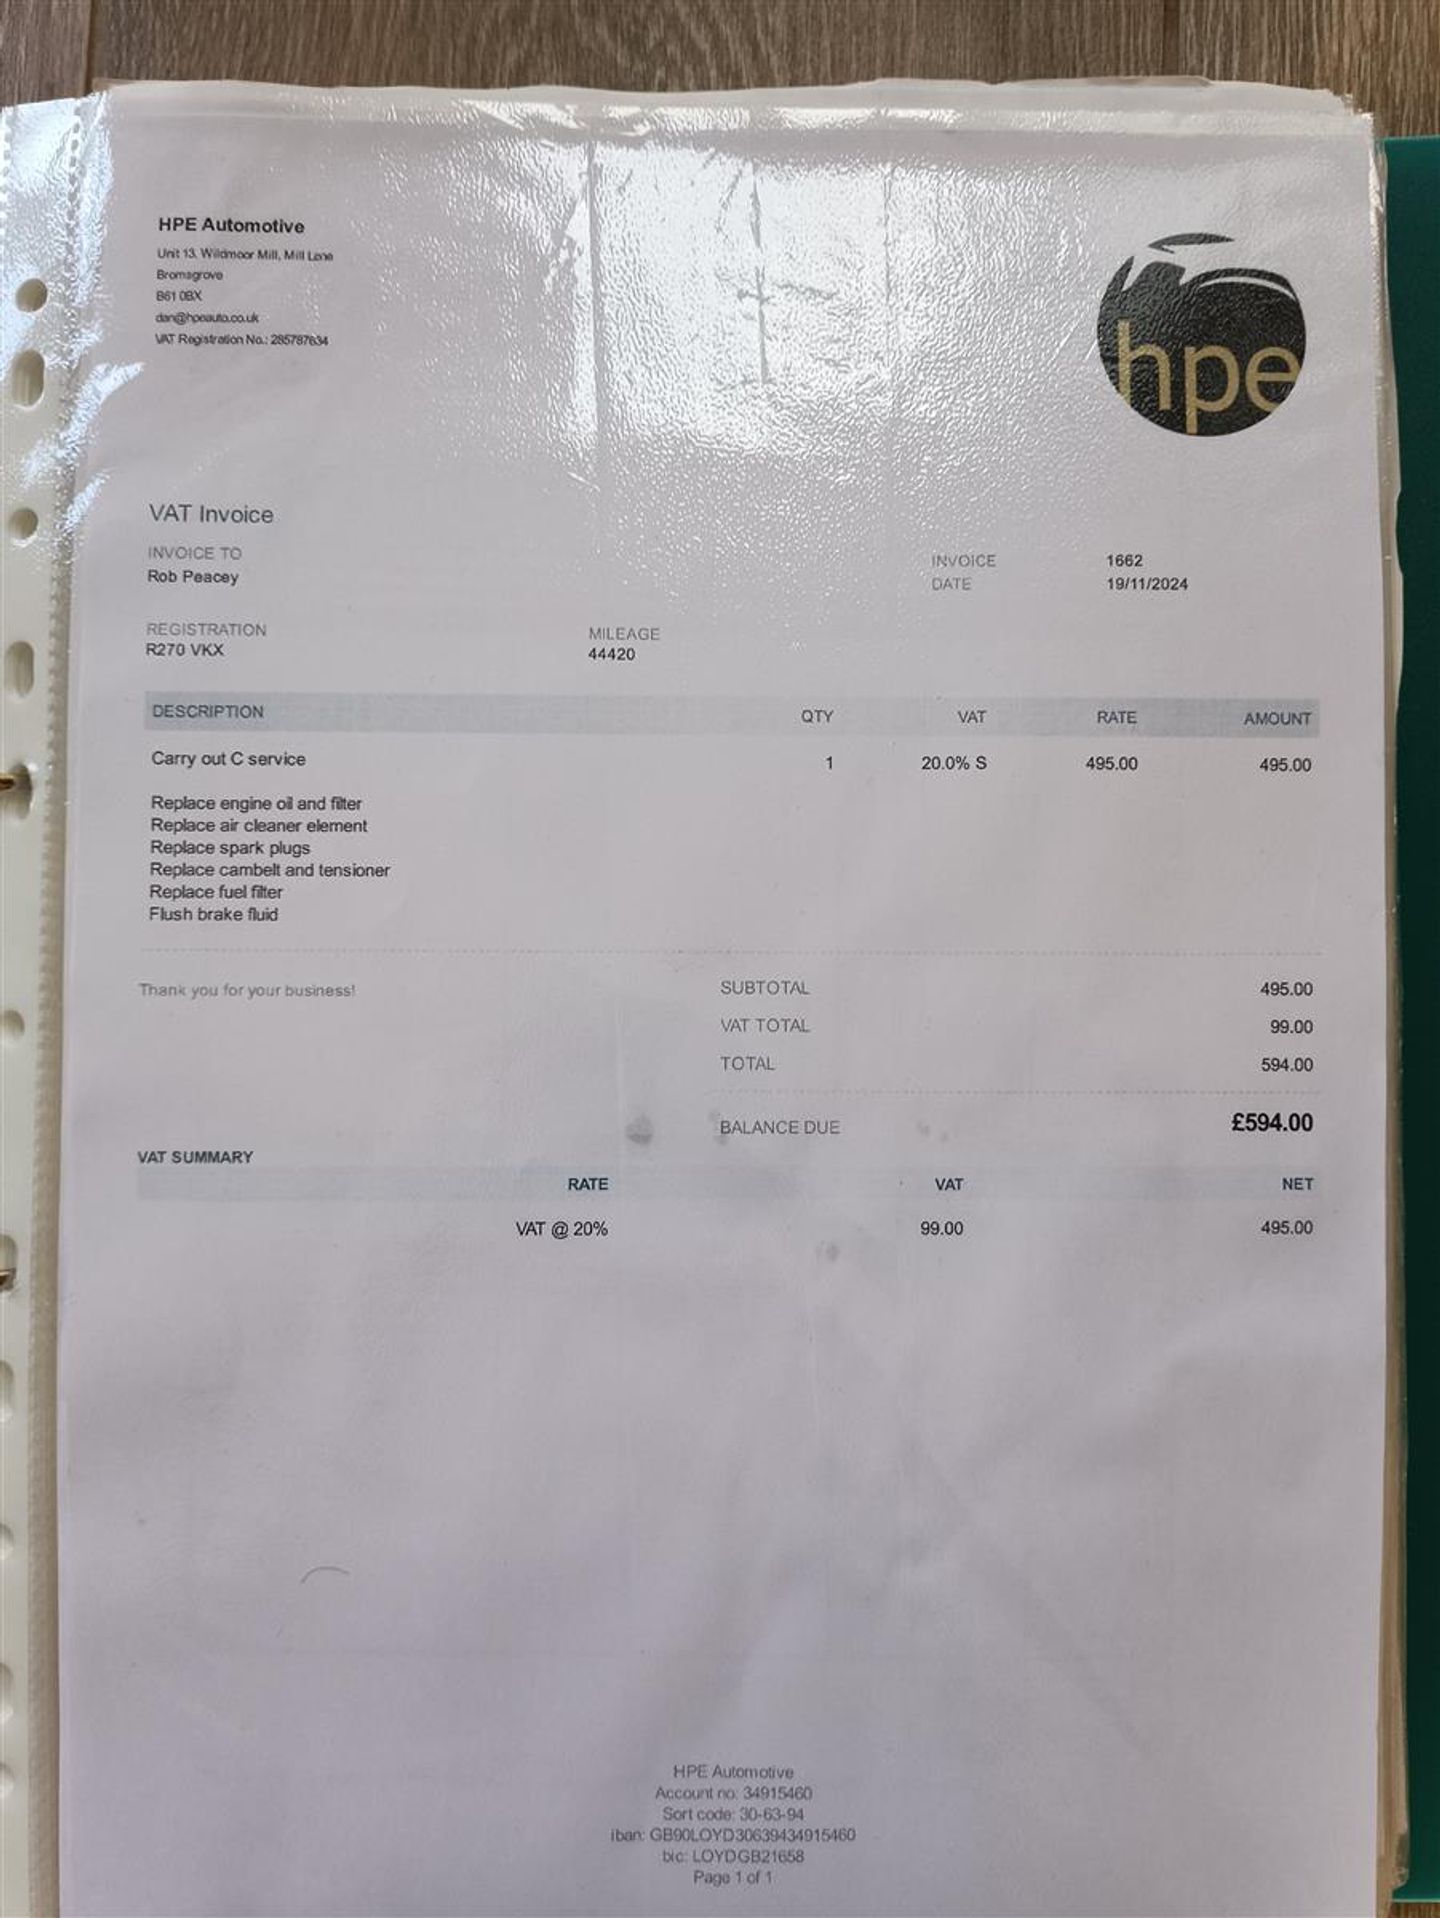 HPE Automotive
Unit 13, Wildmoor Mill, Mill Lane
Bromsgrove
B61 0BX
dan@hpeauto.co.uk
VAT Registration No.: 285787634
hpe
VAT Invoice
INVOICE TO
Rob Peacey
INVOICE 1662
DATE 19/11/2024
REGISTRATION
R270 VKX
MILEAGE
44420
DESCRIPTION QTY VAT RATE AMOUNT
Carry out C service 1 20.0% S 495.00 495.00
Replace engine oil and filter
Replace air cleaner element
Replace spark plugs
Replace cambelt and tensioner
Replace fuel filter
Flush brake fluid
Thank you for your business!
SUBTOTAL 495.00
VAT TOTAL 99.00
TOTAL 594.00
BALANCE DUE £594.00
VAT SUMMARY
RATE VAT NET
VAT @ 20% 99.00 495.00
HPE Automotive
Account no: 34915460
Sort code: 30-63-94
iban: GB90LOYD30639434915460
bic: LOYDGB21658
Page 1 of 1